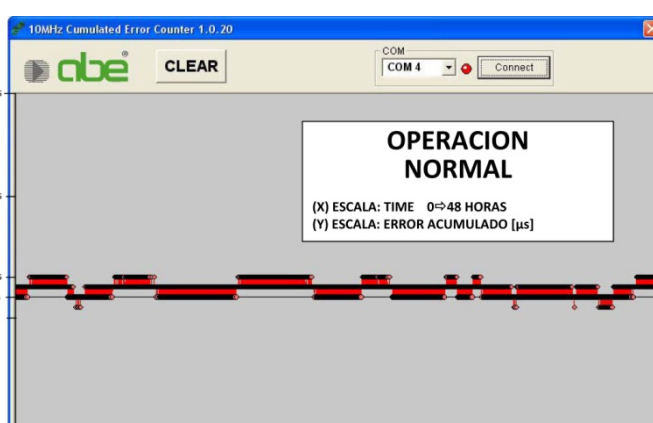 10MHz Cumulated Error Counter 1.0.20
abe
CLEAR
COM
COM 4
Connect
OPERACION
NORMAL
(X) ESCALA: TIME 0⇨48 HORAS
(Y) ESCALA: ERROR ACUMULADO [µs]